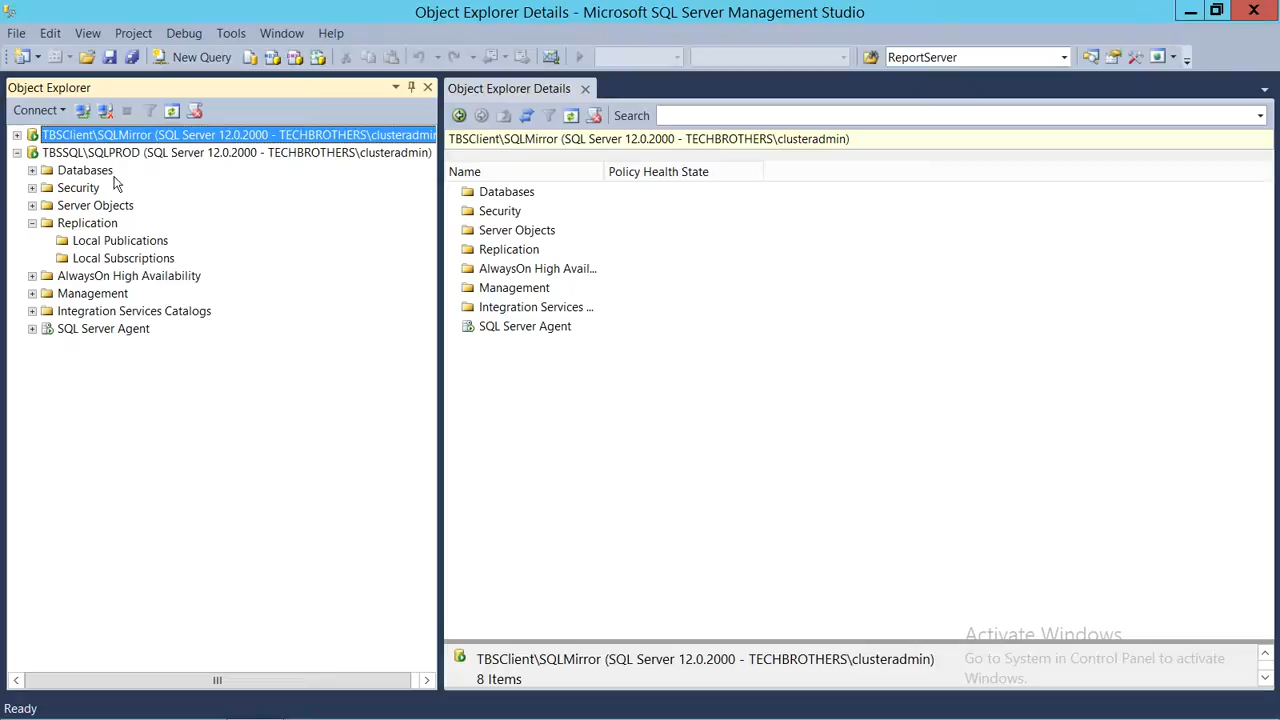 Object Explorer Details - Microsoft SQL Server Management Studio
File Edit View Project Debug Tools Window Help
New Query
ReportServer
Object Explorer
Connect
TBSClient\SQLMirror (SQL Server 12.0.2000 - TECHBROTHERS\clusteradmin
TBSSQL\SQLPROD (SQL Server 12.0.2000 - TECHBROTHERS\clusteradmin)
Databases
Security
Server Objects
Replication
Local Publications
Local Subscriptions
AlwaysOn High Availability
Management
Integration Services Catalogs
SQL Server Agent
Object Explorer Details
Search
TBSClient\SQLMirror (SQL Server 12.0.2000 - TECHBROTHERS\clusteradmin)
Name Policy Health State
Databases
Security
Server Objects
Replication
AlwaysOn High Avail...
Management
Integration Services ...
SQL Server Agent
TBSClient\SQLMirror (SQL Server 12.0.2000 - TECHBROTHERS\clusteradmin)
8 Items
Activate Windows
Go to System in Control Panel to activate
Windows.
Ready